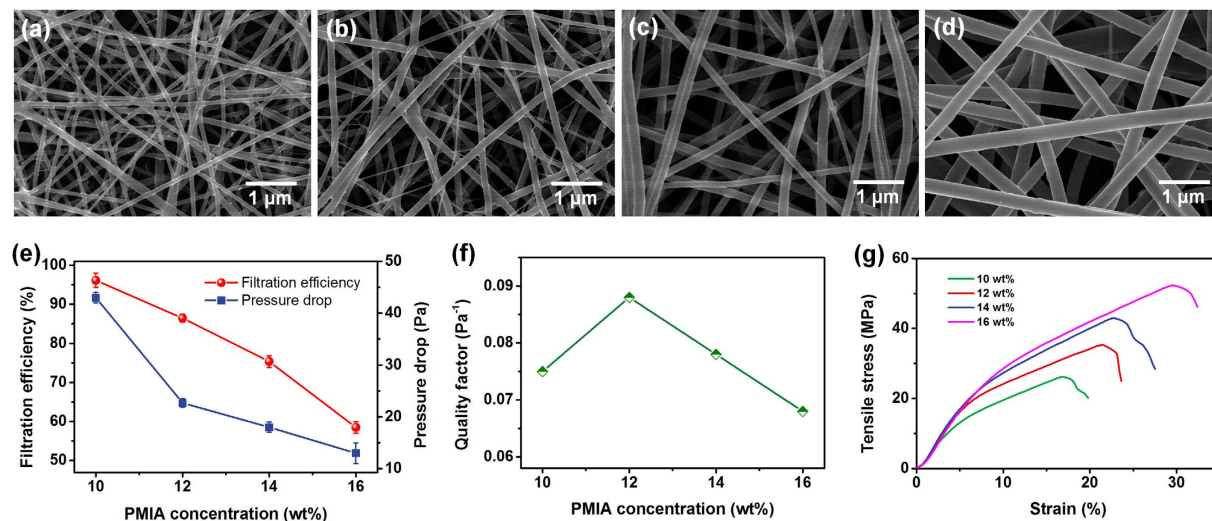 (a)
(b)
(c)
(d)
1 μm
1 μm
1 μm
1 μm
(e)
100
90
80
70
60
50
Filtration efficiency (%)
Filtration efficiency
Pressure drop
50
40
30
20
10
Pressure drop (Pa)
10
12
14
16
PMIA concentration (wt%)
(f)
0.09
0.08
0.07
0.06
Quality factor (Pa⁻¹)
10
12
14
16
PMIA concentration (wt%)
(g)
60
40
20
0
Tensile stress (MPa)
10 wt%
12 wt%
14 wt%
16 wt%
0
10
20
30
Strain (%)